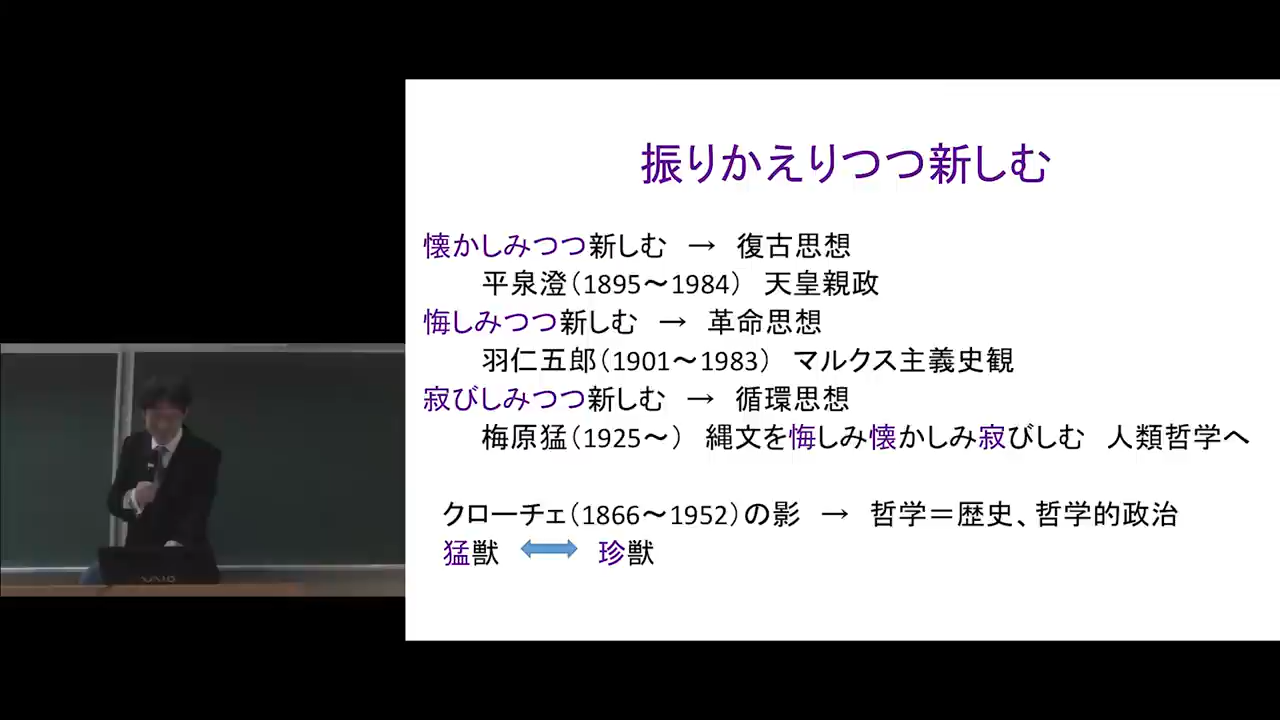 振りかえりつつ新しむ
懐かしみつつ新しむ → 復古思想
平泉澄(1895～1984) 天皇親政
悔しみつつ新しむ → 革命思想
羽仁五郎(1901～1983) マルクス主義史観
寂びしみつつ新しむ → 循環思想
梅原猛(1925～) 縄文を悔しみ懐かしみ寂びしむ 人類哲学へ
クローチェ(1866～1952)の影 → 哲学＝歴史、哲学的政治
猛獣 珍獣
VAIO